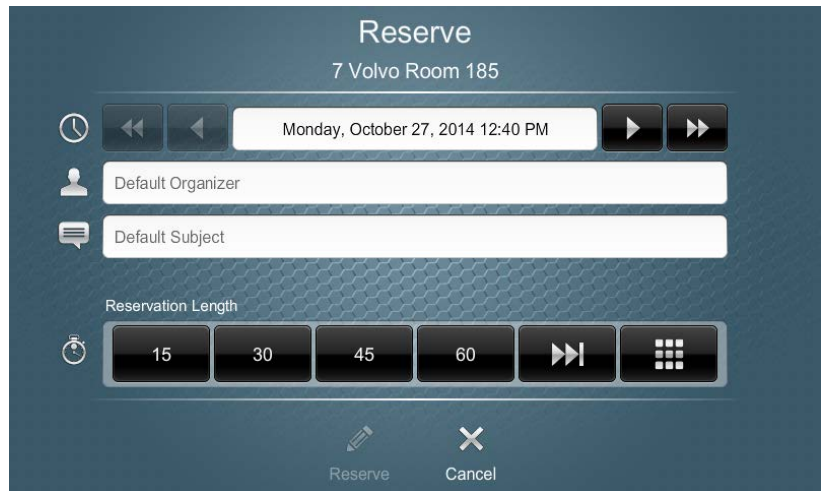 Reserve
7 Volvo Room 185
Monday, October 27, 2014 12:40 PM
Default Organizer
Default Subject
Reservation Length
15 30 45 60
Reserve Cancel